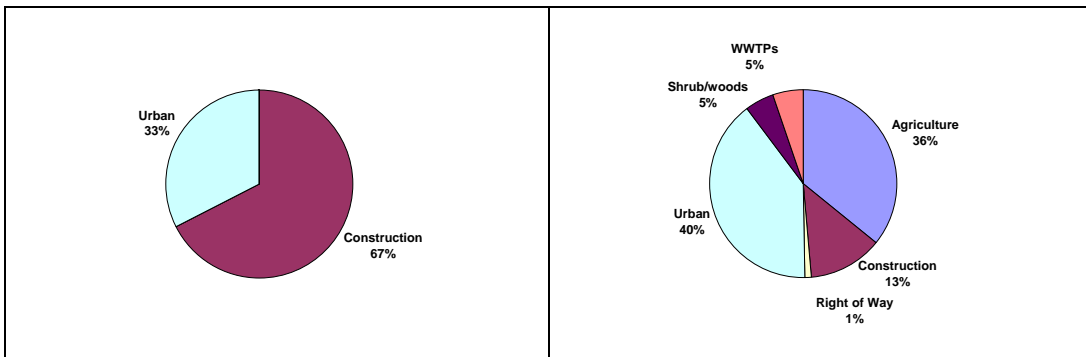 Urban
33%
Construction
67%
WWTPs
5%
Shrub/woods
5%
Agriculture
36%
Urban
40%
Construction
13%
Right of Way
1%